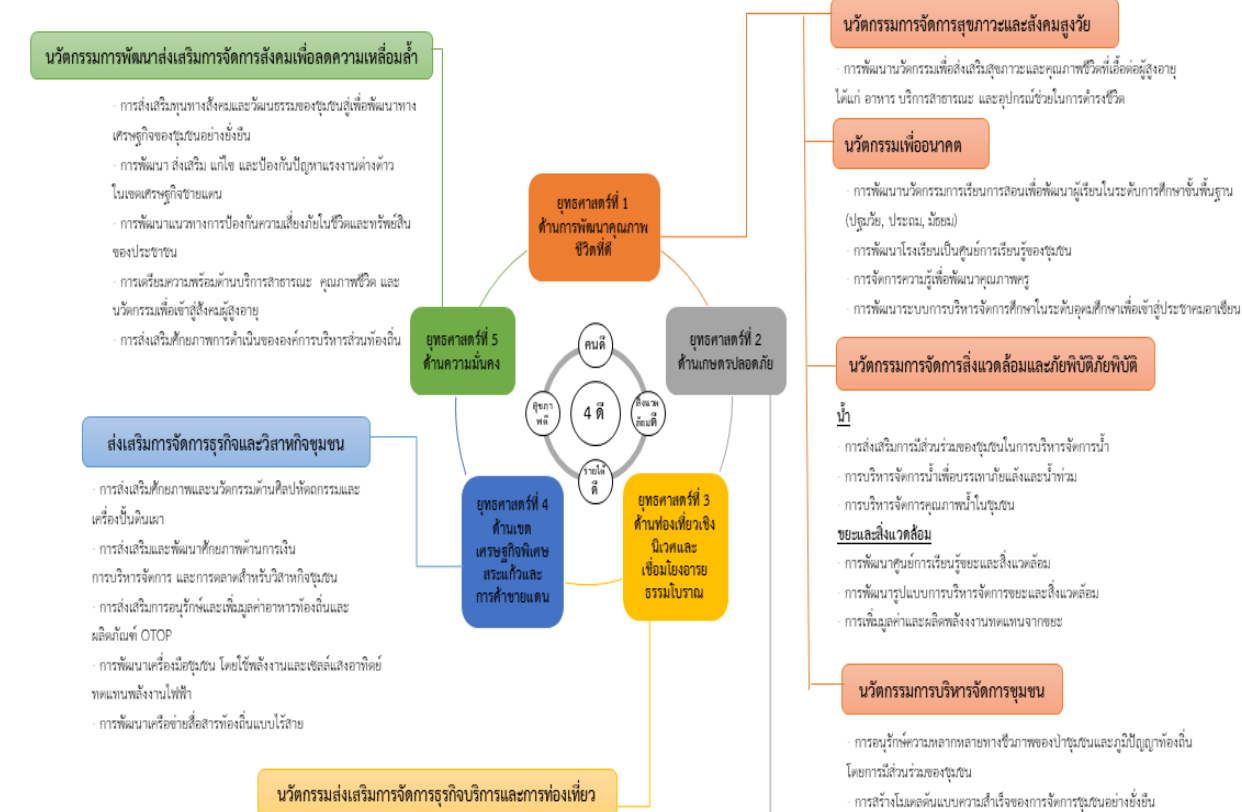 นวัตกรรมการพัฒนาส่งเสริมการจัดการสังคมเพื่อลดความเหลื่อมล้ำ
· การส่งเสริมทุนทางสังคมและวัฒนธรรมของชุมชนสู่เพื่อพัฒนาทาง
เศรษฐกิจของชุมชนอย่างยั่งยืน
· การพัฒนา ส่งเสริม แก้ไข และป้องกันปัญหาแรงงานต่างด้าว
ในเขตเศรษฐกิจชายแดน
· การพัฒนาแนวทางการป้องกันความเสี่ยงภัยในชีวิตและทรัพย์สิน
ของประชาชน
· การเตรียมความพร้อมด้านบริการสาธารณะ คุณภาพชีวิต และ
นวัตกรรมเพื่อเข้าสู่สังคมผู้สูงอายุ
· การส่งเสริมศักยภาพการดำเนินขององค์การบริหารส่วนท้องถิ่น
ส่งเสริมการจัดการธุรกิจและวิสาหกิจชุมชน
· การส่งเสริมศักยภาพและนวัตกรรมด้านศิลปหัตถกรรมและ
เครื่องปั้นดินเผา
· การส่งเสริมและพัฒนาศักยภาพด้านการเงิน
การบริหารจัดการ และการตลาดสำหรับวิสาหกิจชุมชน
· การส่งเสริมการอนุรักษ์และเพิ่มมูลค่าอาหารท้องถิ่นและ
ผลิตภัณฑ์ OTOP
· การพัฒนาเครื่องมือชุมชน โดยใช้พลังงานและเซลล์แสงอาทิตย์
ทดแทนพลังงานไฟฟ้า
· การพัฒนาเครือข่ายสื่อสารท้องถิ่นแบบไร้สาย
นวัตกรรมส่งเสริมการจัดการธุรกิจบริการและการท่องเที่ยว
ยุทธศาสตร์ที่ 1
ด้านการพัฒนาคุณภาพ
ชีวิตที่ดี
ยุทธศาสตร์ที่ 5
ด้านความมั่นคง
ยุทธศาสตร์ที่ 2
ด้านเกษตรปลอดภัย
คนดี
สุขภา
พดี
4 ดี
สิ่งแวด
ล้อมดี
รายได้
ดี
ยุทธศาสตร์ที่ 4
ด้านเขต
เศรษฐกิจพิเศษ
สระแก้วและ
การค้าชายแดน
ยุทธศาสตร์ที่ 3
ด้านท่องเที่ยวเชิง
นิเวศและ
เชื่อมโยงอารย
ธรรมโบราณ
นวัตกรรมการจัดการสุขภาวะและสังคมสูงวัย
· การพัฒนานวัตกรรมเพื่อส่งเสริมสุขภาวะและคุณภาพชีวิตที่เอื้อต่อผู้สูงอายุ
ได้แก่ อาหาร บริการสาธารณะ และอุปกรณ์ช่วยในการดำรงชีวิต
นวัตกรรมเพื่ออนาคต
· การพัฒนานวัตกรรมการเรียนการสอนเพื่อพัฒนาผู้เรียนในระดับการศึกษาขั้นพื้นฐาน
(ปฐมวัย, ประถม, มัธยม)
· การพัฒนาโรงเรียนเป็นศูนย์การเรียนรู้ของชุมชน
· การจัดการความรู้เพื่อพัฒนาคุณภาพครู
· การพัฒนาระบบการบริหารจัดการศึกษาในระดับอุดมศึกษาเพื่อเข้าสู่ประชาคมอาเซียน
นวัตกรรมการจัดการสิ่งแวดล้อมและภัยพิบัติภัยพิบัติ
น้ำ
· การส่งเสริมการมีส่วนร่วมของชุมชนในการบริหารจัดการน้ำ
· การบริหารจัดการน้ำเพื่อบรรเทาภัยแล้งและน้ำท่วม
· การบริหารจัดการคุณภาพน้ำในชุมชน
ขยะและสิ่งแวดล้อม
· การพัฒนาศูนย์การเรียนรู้ขยะและสิ่งแวดล้อม
· การพัฒนารูปแบบการบริหารจัดการขยะและสิ่งแวดล้อม
· การเพิ่มมูลค่าและผลิตพลังงงานทดแทนจากขยะ
นวัตกรรมการบริหารจัดการชุมชน
· การอนุรักษ์ความหลากหลายทางชีวภาพของป่าชุมชนและภูมิปัญญาท้องถิ่น
โดยการมีส่วนร่วมของชุมชน
· การสร้างโมเดลต้นแบบความสำเร็จของการจัดการชุมชนอย่างยั่งยืน